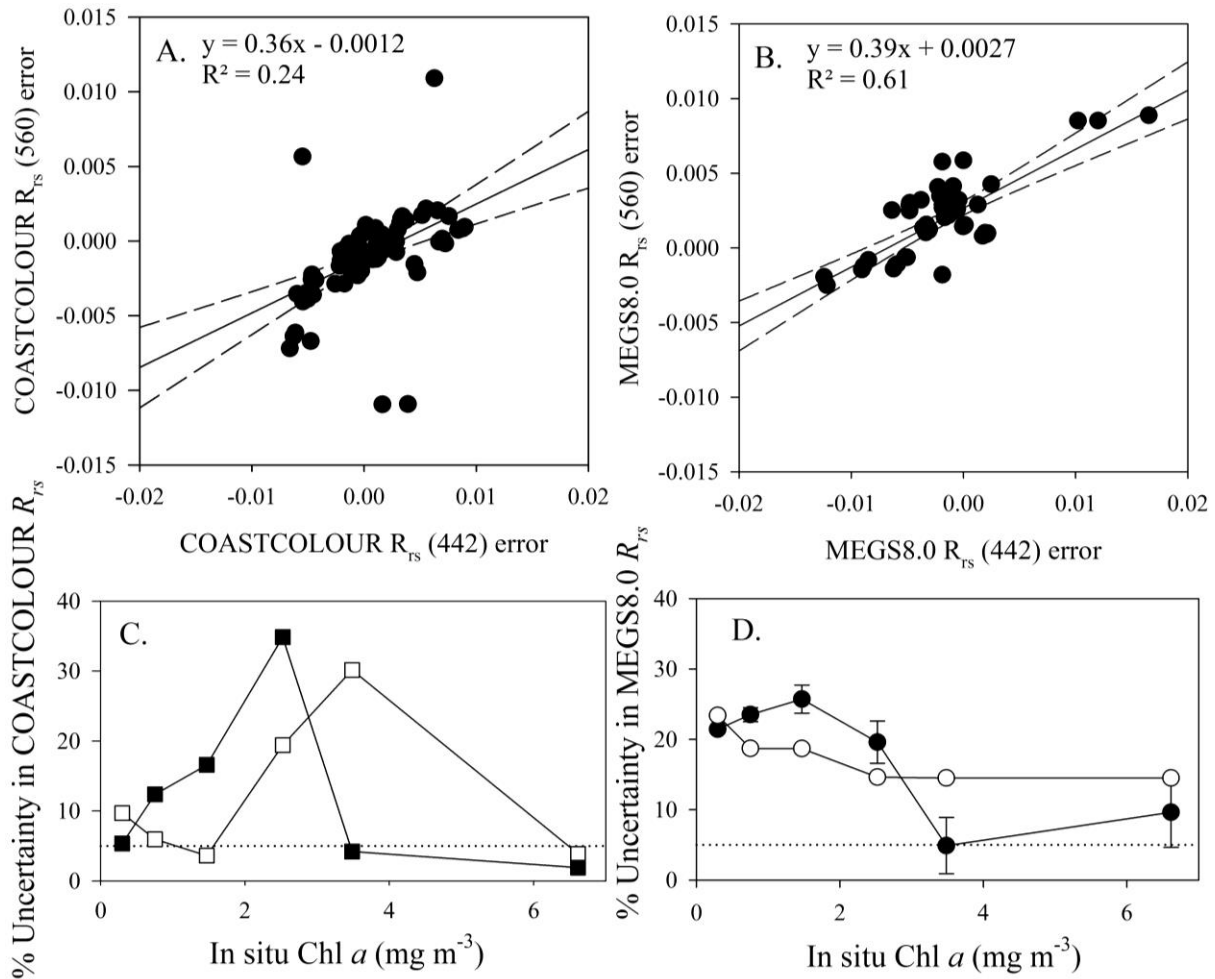 A.
y = 0.36x - 0.0012
R² = 0.24
0.015
0.010
0.005
0.000
-0.005
-0.010
-0.015
-0.02 -0.01 0.00 0.01 0.02
COASTCOLOUR Rrs (560) error
COASTCOLOUR Rrs (442) error
B.
y = 0.39x + 0.0027
R² = 0.61
0.015
0.010
0.005
0.000
-0.005
-0.010
-0.015
-0.02 -0.01 0.00 0.01 0.02
MEGS8.0 Rrs (560) error
MEGS8.0 Rrs (442) error
C.
40
30
20
10
0
0 2 4 6
% Uncertainty in COASTCOLOUR Rrs
In situ Chl a (mg m-3)
D.
40
30
20
10
0
0 2 4 6
% Uncertainty in MEGS8.0 Rrs
In situ Chl a (mg m-3)